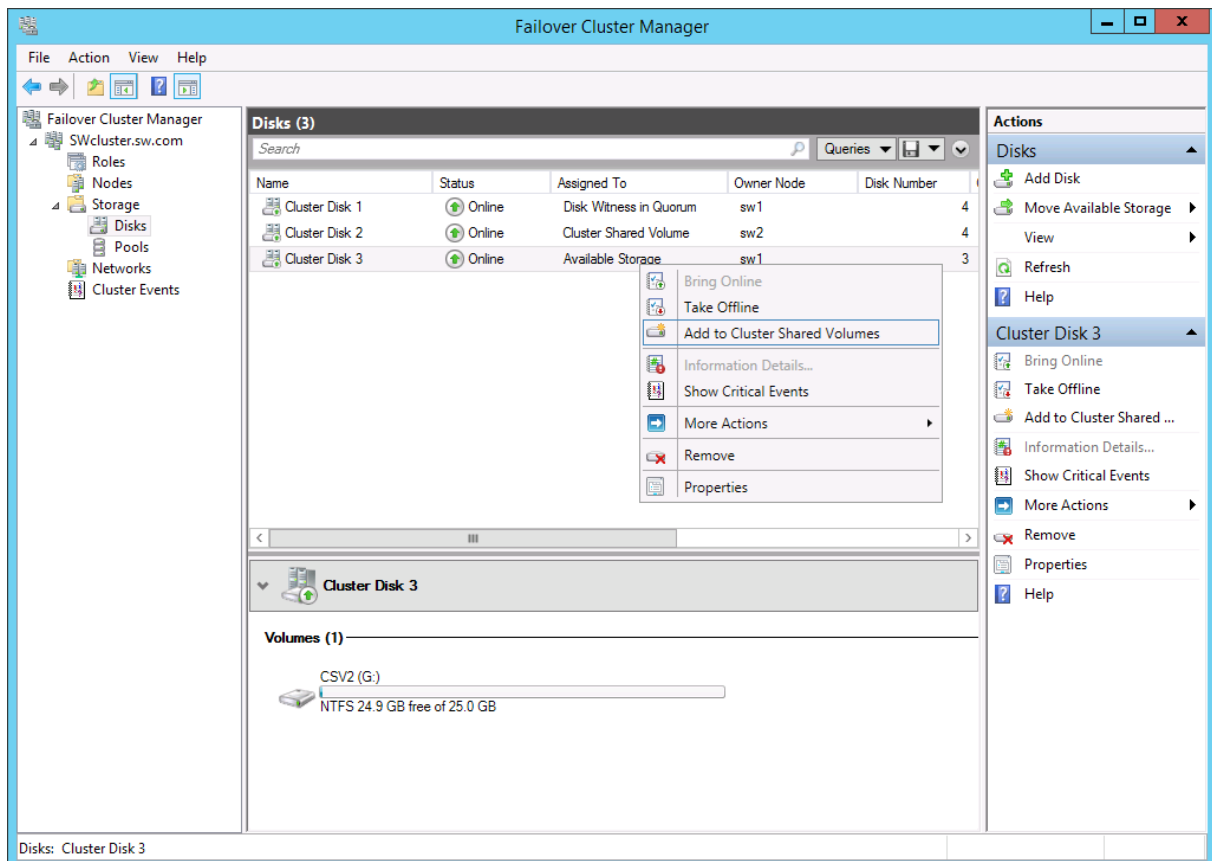 Failover Cluster Manager
File Action View Help
Failover Cluster Manager
SWcluster.sw.com
Roles
Nodes
Storage
Disks
Pools
Networks
Cluster Events
Disks (3)
Search
Queries
Name Status Assigned To Owner Node Disk Number
Cluster Disk 1 Online Disk Witness in Quorum sw1 4
Cluster Disk 2 Online Cluster Shared Volume sw2 4
Cluster Disk 3 Online Available Storage sw1 3
Bring Online
Take Offline
Add to Cluster Shared Volumes
Information Details...
Show Critical Events
More Actions
Remove
Properties
Cluster Disk 3
Volumes (1)
CSV2 (G:)
NTFS 24.9 GB free of 25.0 GB
Actions
Disks
Add Disk
Move Available Storage
View
Refresh
Help
Cluster Disk 3
Bring Online
Take Offline
Add to Cluster Shared ...
Information Details...
Show Critical Events
More Actions
Remove
Properties
Help
Disks: Cluster Disk 3